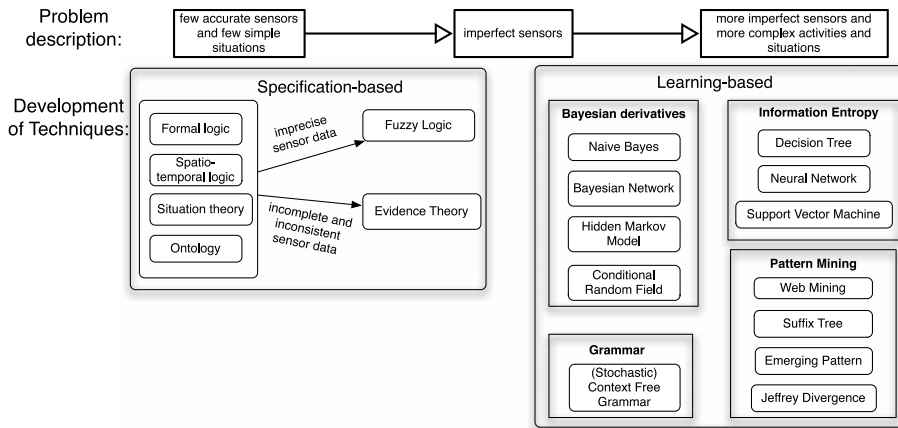 Problem
description:
few accurate sensors
and few simple
situations
imperfect sensors
more imperfect sensors and
more complex activities and
situations
Development
of Techniques:
Specification-based
Formal logic
Spatio-
temporal logic
Situation theory
Ontology
imprecise
sensor data
incomplete and
inconsistent
sensor data
Fuzzy Logic
Evidence Theory
Learning-based
Bayesian derivatives
Naive Bayes
Bayesian Network
Hidden Markov
Model
Conditional
Random Field
Grammar
(Stochastic)
Context Free
Grammar
Information Entropy
Decision Tree
Neural Network
Support Vector Machine
Pattern Mining
Web Mining
Suffix Tree
Emerging Pattern
Jeffrey Divergence